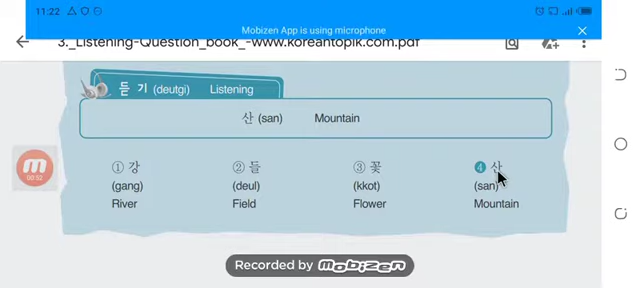 11:22
Mobizen App is using microphone
3._Listening-Question_book_-www.koreantopik.com.pdf
듣 기 (deutgi) Listening
산 (san) Mountain
① 강 ② 들 ③ 꽃 ❹ 산
(gang) (deul) (kkot) (san)
River Field Flower Mountain
00:52
Recorded by mobizen